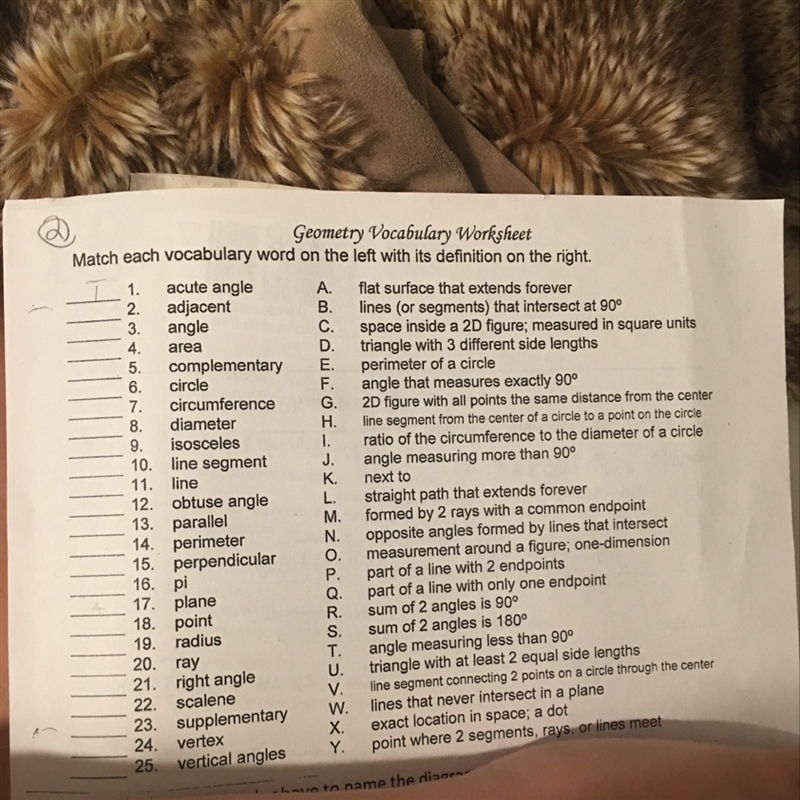 2
Geometry Vocabulary Worksheet
Match each vocabulary word on the left with its definition on the right.
T 1. acute angle A. flat surface that extends forever
2. adjacent B. lines (or segments) that intersect at 90º
3. angle C. space inside a 2D figure; measured in square units
4. area D. triangle with 3 different side lengths
5. complementary E. perimeter of a circle
6. circle F. angle that measures exactly 90º
7. circumference G. 2D figure with all points the same distance from the center
8. diameter H. line segment from the center of a circle to a point on the circle
9. isosceles I. ratio of the circumference to the diameter of a circle
10. line segment J. angle measuring more than 90º
11. line K. next to
12. obtuse angle L. straight path that extends forever
13. parallel M. formed by 2 rays with a common endpoint
14. perimeter N. opposite angles formed by lines that intersect
15. perpendicular O. measurement around a figure; one-dimension
16. pi P. part of a line with 2 endpoints
17. plane Q. part of a line with only one endpoint
18. point R. sum of 2 angles is 90º
19. radius S. sum of 2 angles is 180º
20. ray T. angle measuring less than 90º
21. right angle U. triangle with at least 2 equal side lengths
22. scalene V. line segment connecting 2 points on a circle through the center
23. supplementary W. lines that never intersect in a plane
24. vertex X. exact location in space; a dot
25. vertical angles Y. point where 2 segments, rays, or lines meet
have to name the